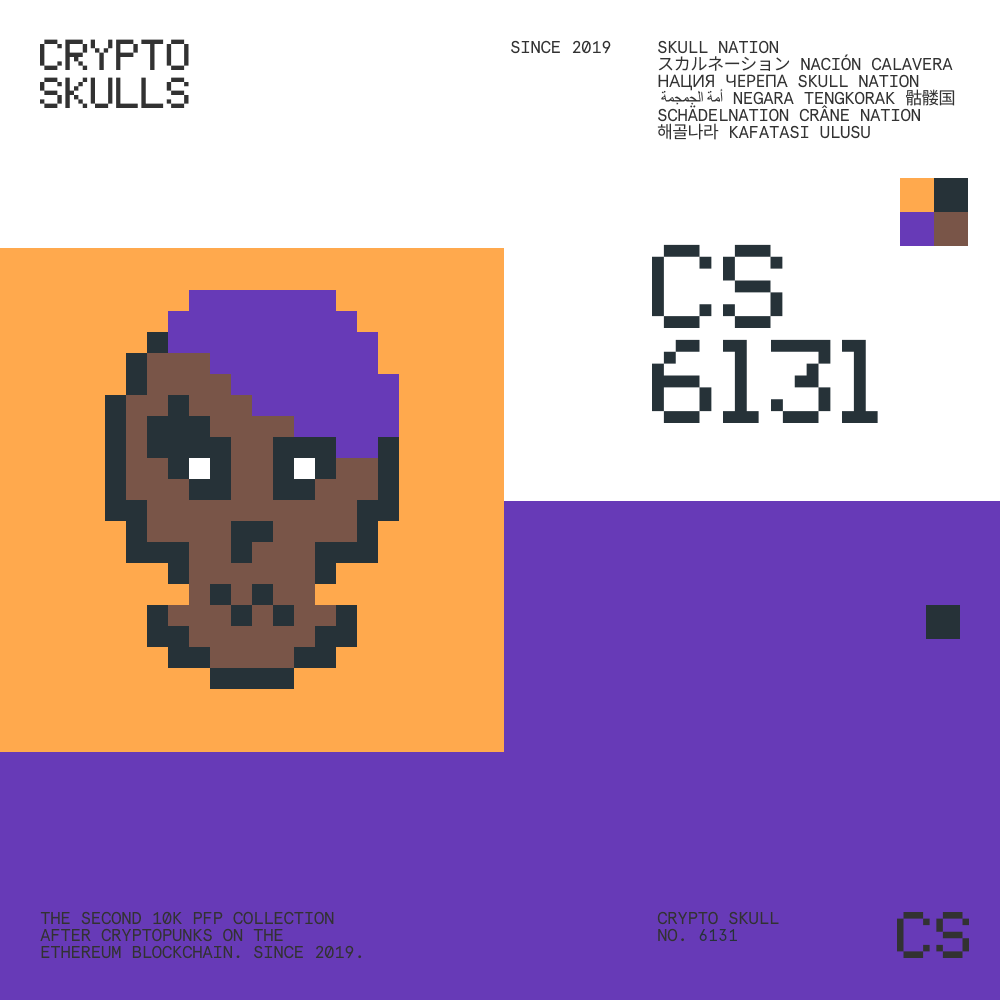 CRYPTO
SKULLS
SINCE 2019
SKULL NATION
スカルネーション NACIÓN CALAVERA
НАЦИЯ ЧЕРЕПА SKULL NATION
أمة الجمجمة NEGARA TENGKORAK 骷髅国
SCHÄDELNATION CRÂNE NATION
해골나라 KAFATASI ULUSU
CS
6131
THE SECOND 10K PFP COLLECTION
AFTER CRYPTOPUNKS ON THE
ETHEREUM BLOCKCHAIN. SINCE 2019.
CRYPTO SKULL
NO. 6131
CS